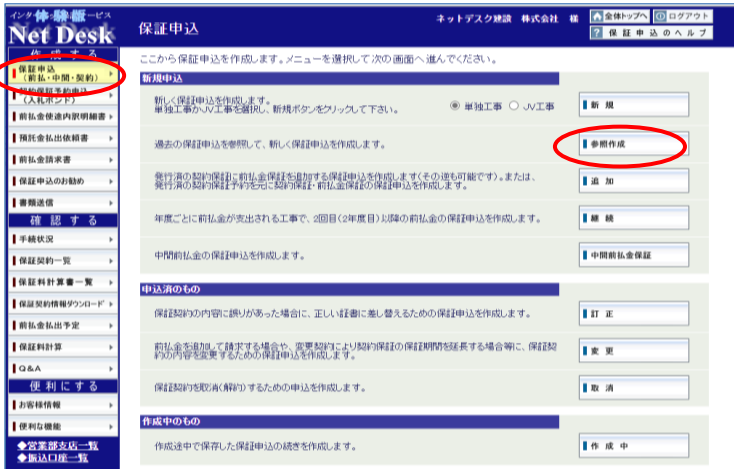 インタ 体験版 ービス
Net Desk
保証申込
ネットデスク建設 株式会社 様
全体トップへ
ログアウト
保証申込のヘルプ
作成する
保証申込
(前払・中間・契約)
契約保証予約申込
(入札ボンド)
前払金使途内訳明細書
預託金払出依頼書
前払金請求書
保証申込のお勧め
書類送信
確認する
手続状況
保証契約一覧
保証料計算書一覧
保証契約情報ダウンロード
前払金払出予定
保証料計算
Q&A
便利にする
お客様情報
便利な機能
◆営業部支店一覧
◆振込口座一覧
ここから保証申込を作成します。メニューを選択して次の画面へ進んでください。
新規申込
新しく保証申込を作成します。
単独工事かJV工事を選択し、新規ボタンをクリックして下さい。
単独工事 JV工事
新規
過去の保証申込を参照して、新しく保証申込を作成します。
参照作成
発行済の契約保証に前払金保証を追加する保証申込を作成します(その逆も可能です)。または、
発行済の契約保証予約を元に契約保証・前払金保証の保証申込を作成します。
追加
年度ごとに前払金が支出される工事で、2回目(2年度目)以降の前払金の保証申込を作成します。
継続
中間前払金の保証申込を作成します。
中間前払金保証
申込済のもの
保証契約の内容に誤りがあった場合に、正しい証書に差し替えるための保証申込を作成します。
訂正
前払金を追加して請求する場合や、変更契約により契約保証の保証期間を延長する場合等に、保証契
約の内容を変更するための保証申込を作成します。
変更
保証契約を取消(解約)するための申込を作成します。
取消
作成中のもの
作成途中で保存した保証申込の続きを作成します。
作成中